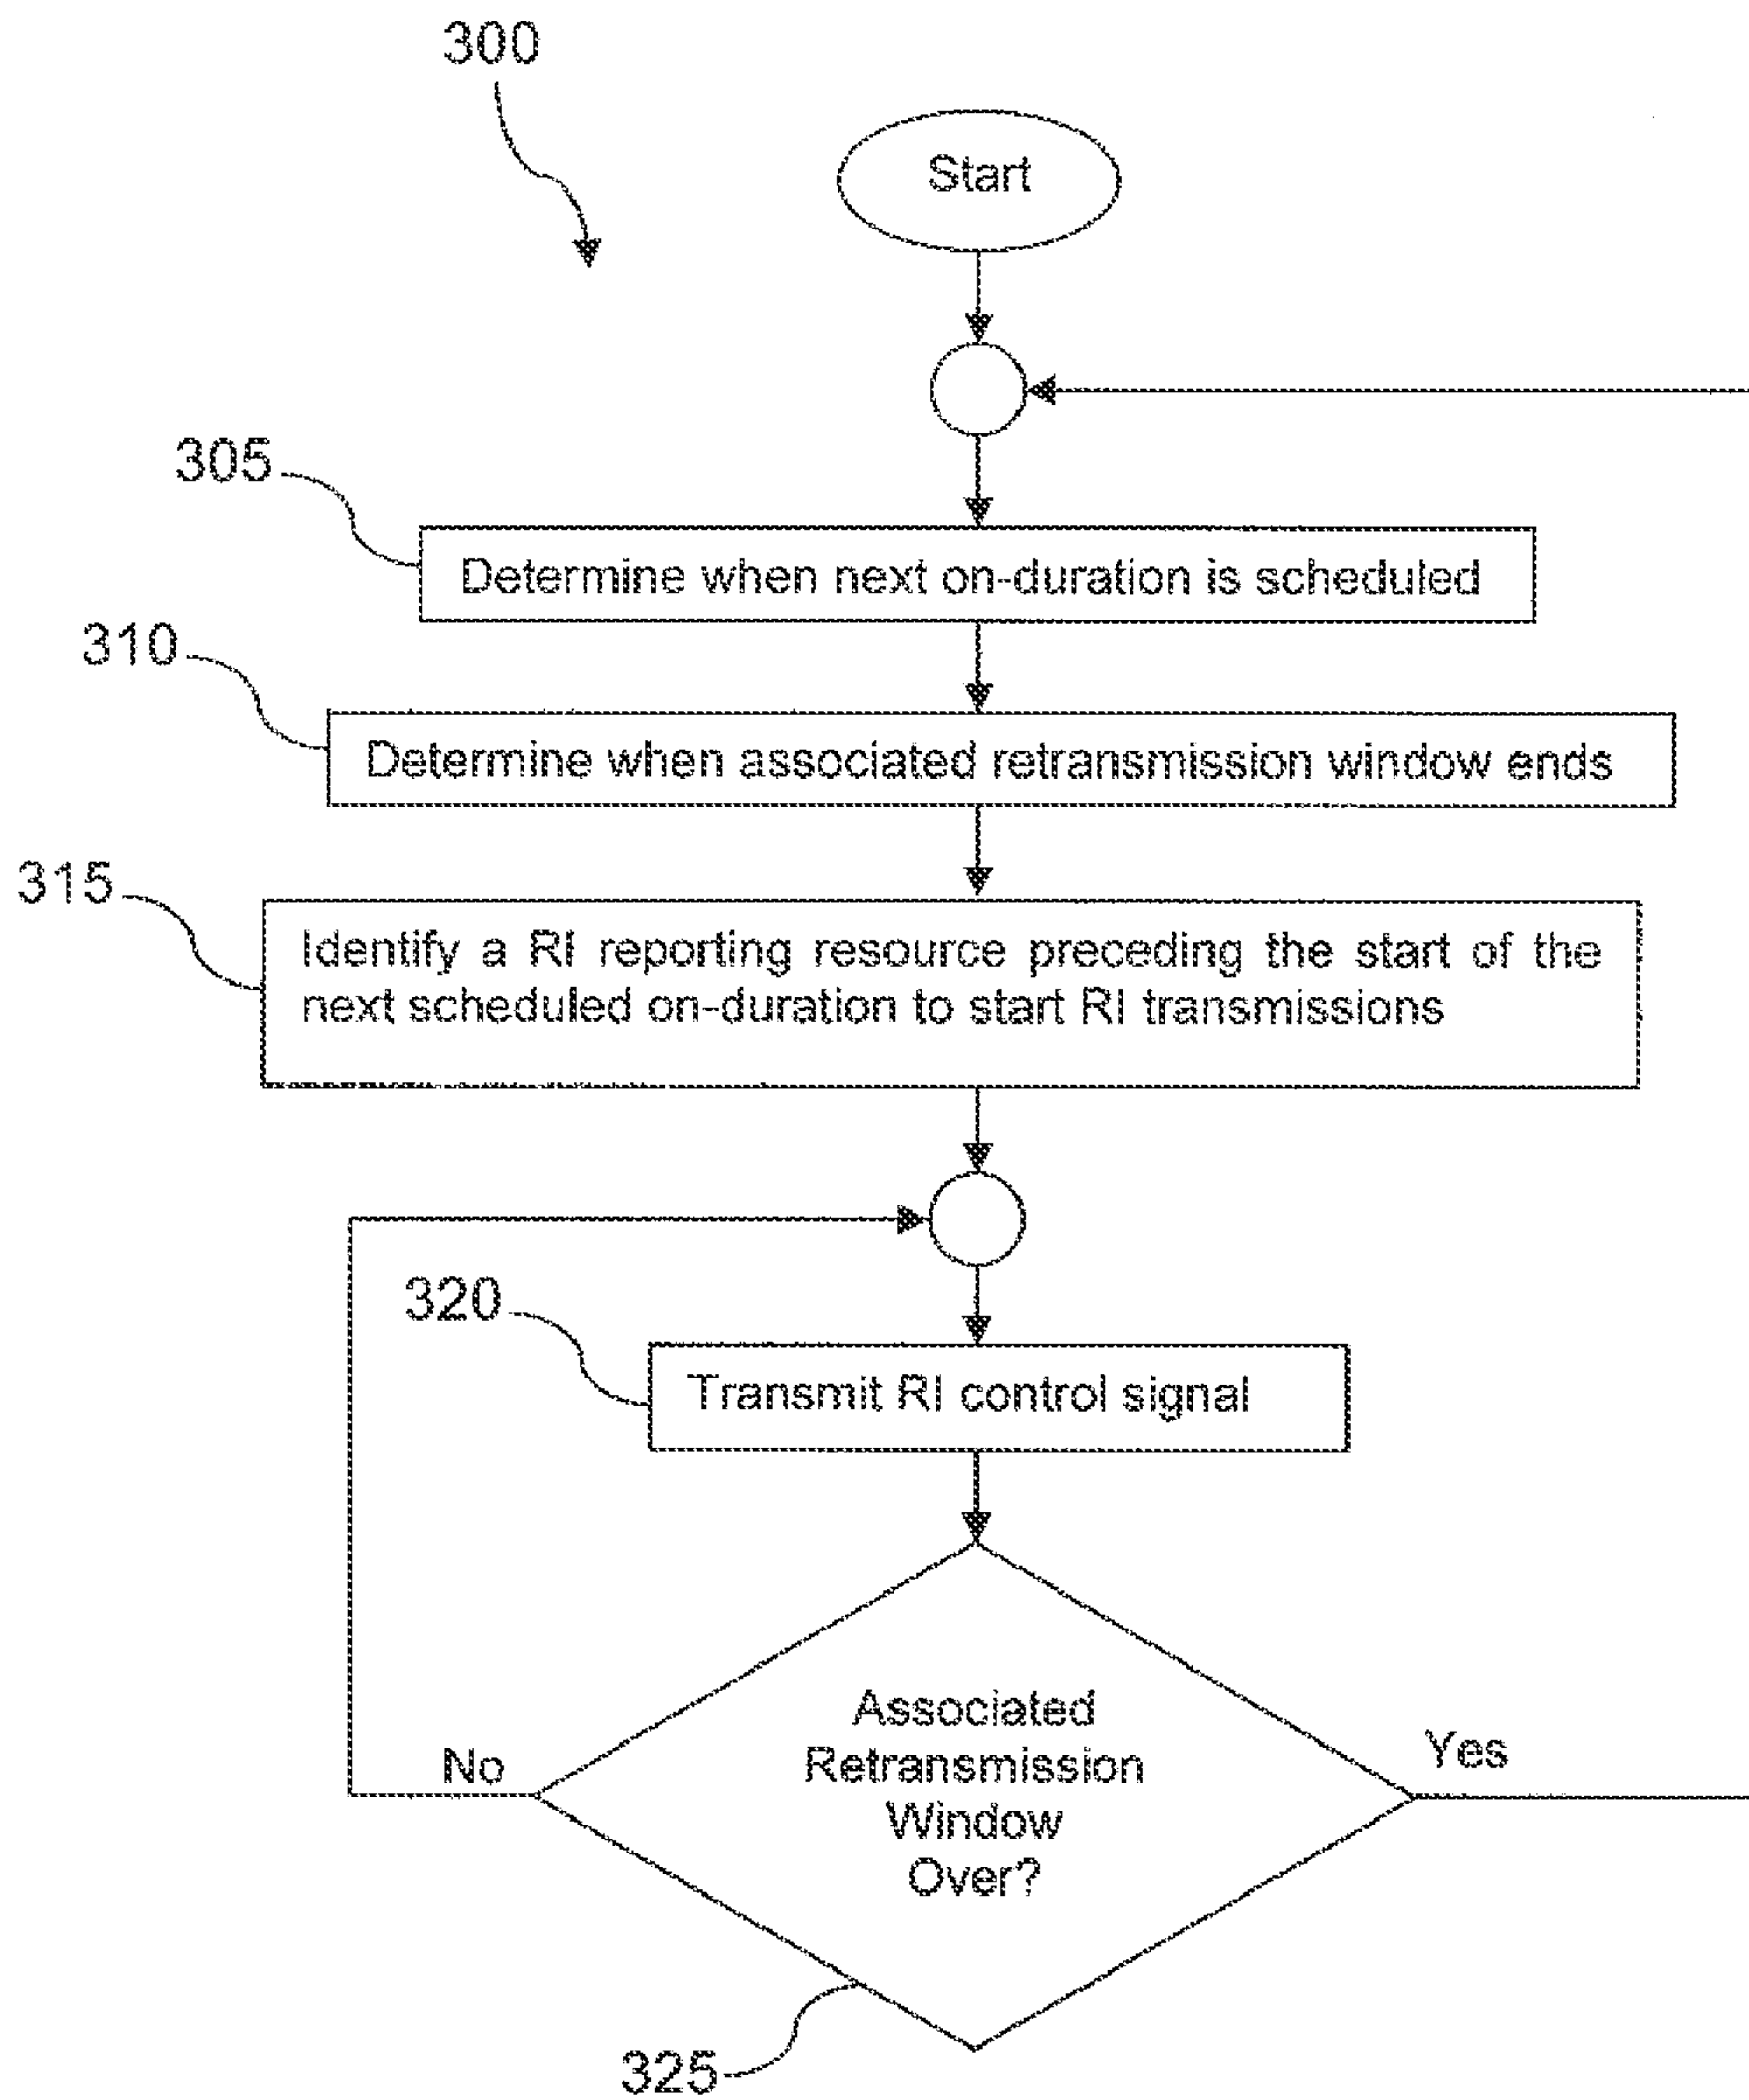 300
Start
305
Determine when next on-duration is scheduled
310
Determine when associated retransmission window ends
315
Identify a RI reporting resource preceding the start of the
next scheduled on-duration to start RI transmissions
320
Transmit RI control signal
Associated
Retransmission
Window
Over?
No
Yes
325